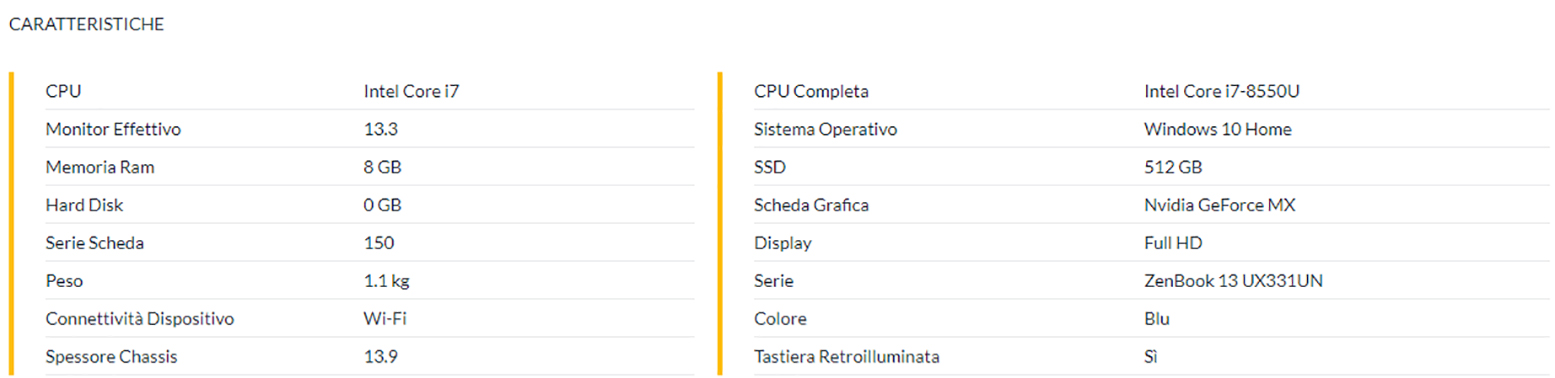 CARATTERISTICHE
CPU Intel Core i7
Monitor Effettivo 13.3
Memoria Ram 8 GB
Hard Disk 0 GB
Serie Scheda 150
Peso 1.1 kg
Connettività Dispositivo Wi-Fi
Spessore Chassis 13.9
CPU Completa Intel Core i7-8550U
Sistema Operativo Windows 10 Home
SSD 512 GB
Scheda Grafica Nvidia GeForce MX
Display Full HD
Serie ZenBook 13 UX331UN
Colore Blu
Tastiera Retroilluminata Sì